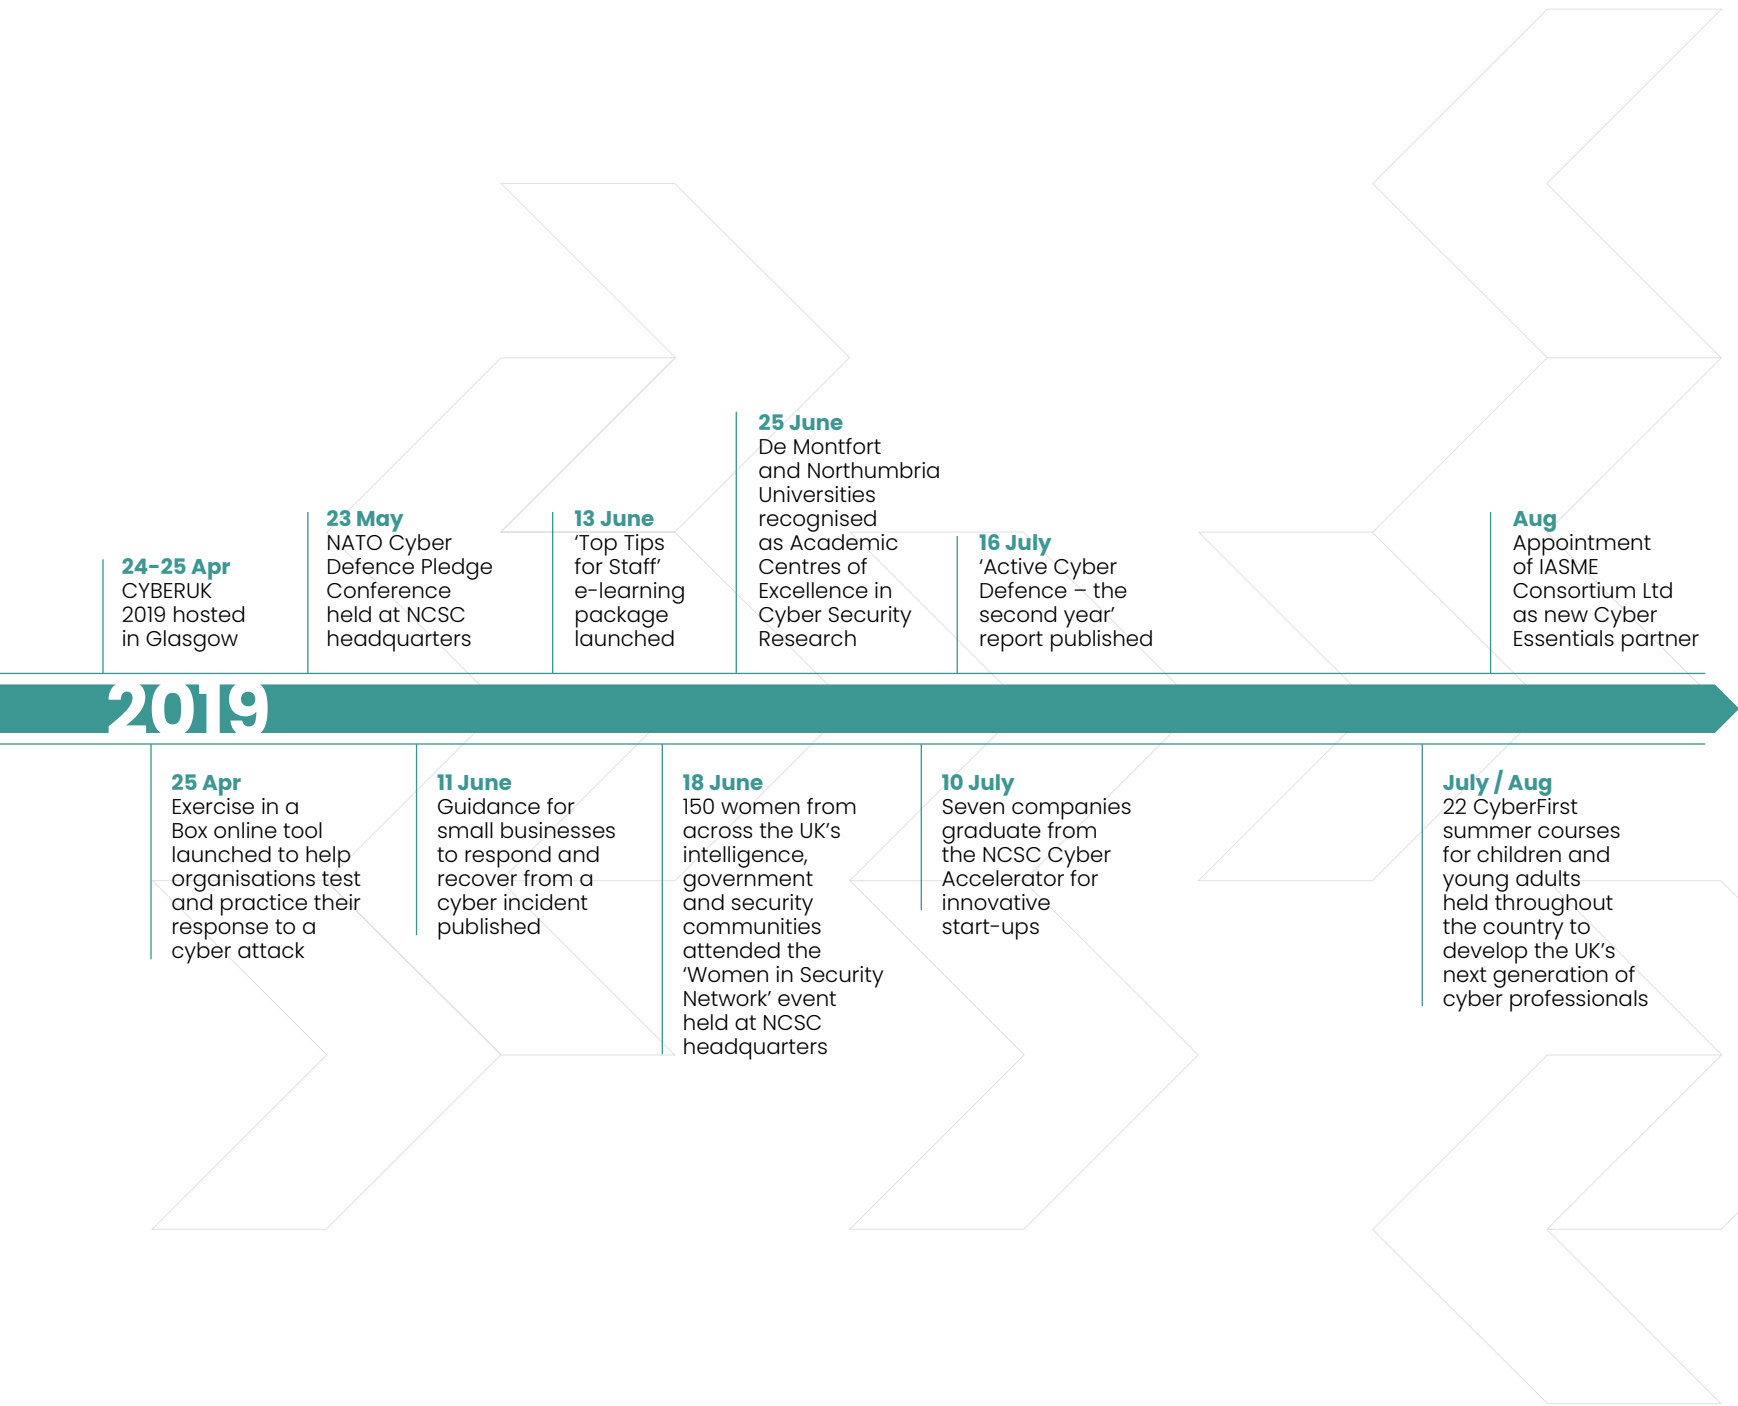 25 June
De Montfort
and Northumbria
Universities
recognised
as Academic
Centres of
Excellence in
Cyber Security
Research
24-25 Apr
CYBERUK
2019 hosted
in Glasgow
23 May
NATO Cyber
Defence Pledge
Conference
held at NCSC
headquarters
13 June
‘Top Tips
for Staff’
e-learning
package
launched
16 July
‘Active Cyber
Defence – the
second year’
report published
Aug
Appointment
of IASME
Consortium Ltd
as new Cyber
Essentials partner
2019
25 Apr
Exercise in a
Box online tool
launched to help
organisations test
and practice their
response to a
cyber attack
11 June
Guidance for
small businesses
to respond and
recover from a
cyber incident
published
18 June
150 women from
across the UK’s
intelligence,
government
and security
communities
attended the
‘Women in Security
Network’ event
held at NCSC
headquarters
10 July
Seven companies
graduate from
the NCSC Cyber
Accelerator for
innovative
start-ups
July / Aug
22 CyberFirst
summer courses
for children and
young adults
held throughout
the country to
develop the UK’s
next generation of
cyber professionals